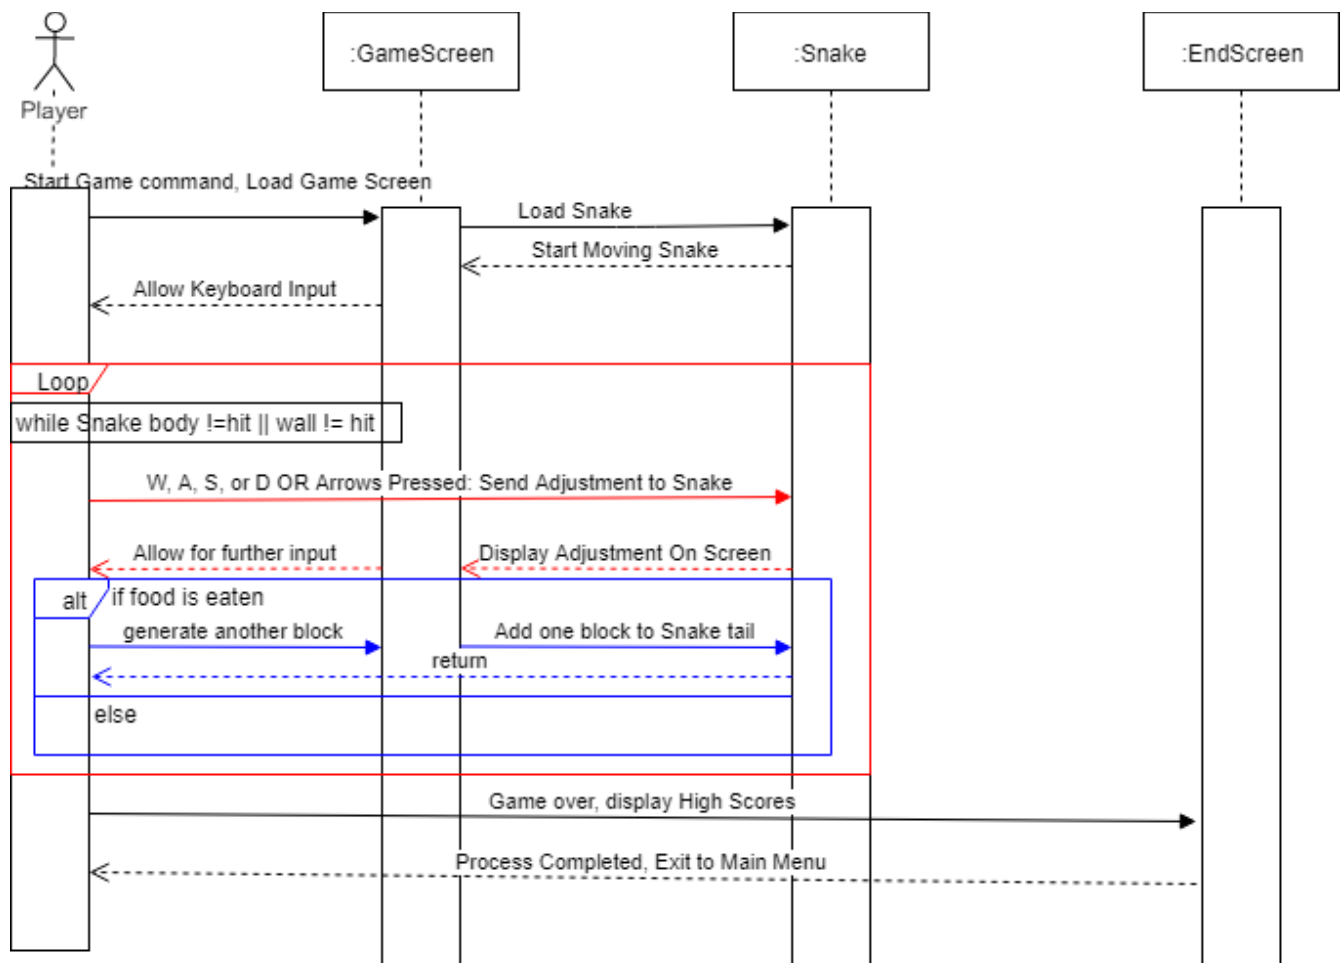 :GameScreen
:Snake
:EndScreen
Player
Start Game command, Load Game Screen
Load Snake
Start Moving Snake
Allow Keyboard Input
Loop
while Snake body !=hit || wall != hit
W, A, S, or D OR Arrows Pressed: Send Adjustment to Snake
Allow for further input
Display Adjustment On Screen
alt
if food is eaten
generate another block
Add one block to Snake tail
return
else
Game over, display High Scores
Process Completed, Exit to Main Menu